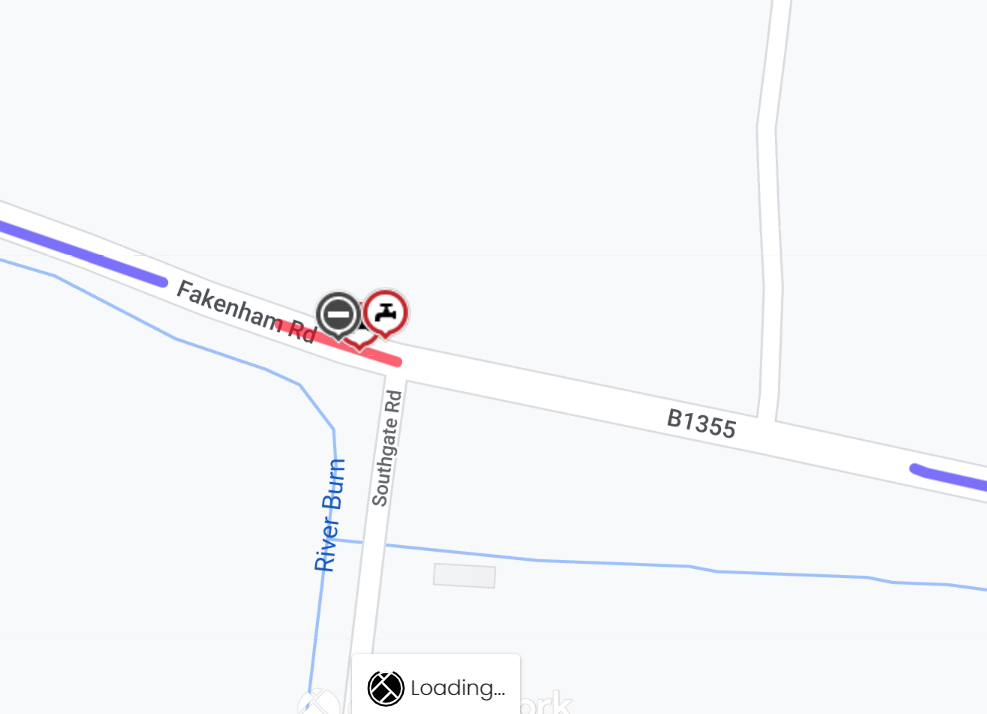 Fakenham Rd
B1355
Southgate Rd
River Burn
Loading...